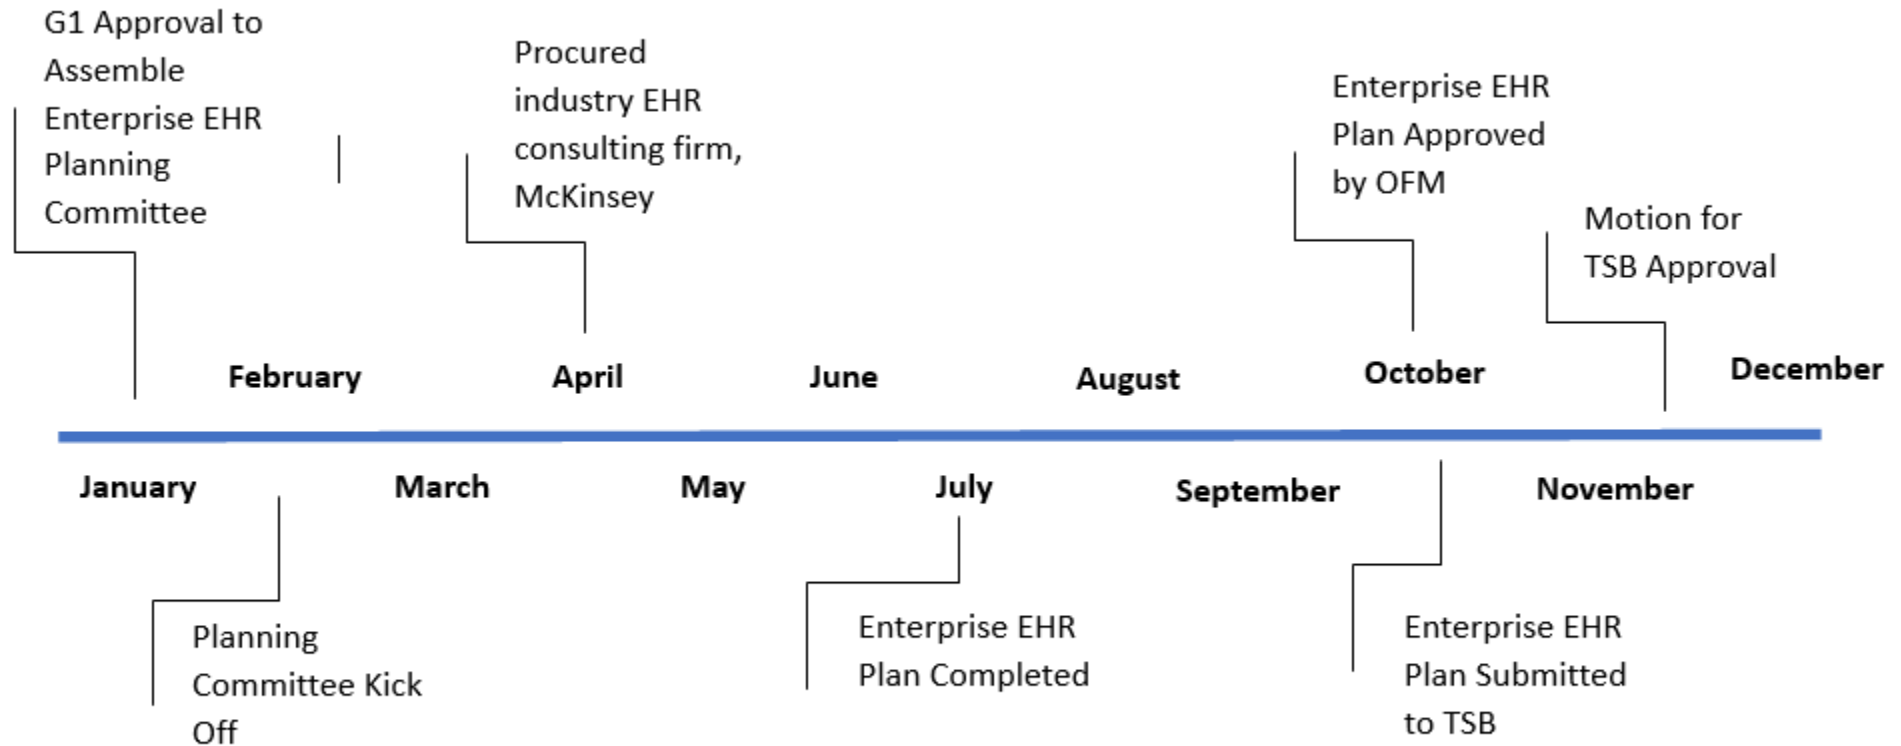 G1 Approval to
Assemble
Enterprise EHR
Planning
Committee
Procured
industry EHR
consulting firm,
McKinsey
Enterprise EHR
Plan Approved
by OFM
Motion for
TSB Approval
February
April
June
August
October
December
January
March
May
July
September
November
Planning
Committee Kick
Off
Enterprise EHR
Plan Completed
Enterprise EHR
Plan Submitted
to TSB